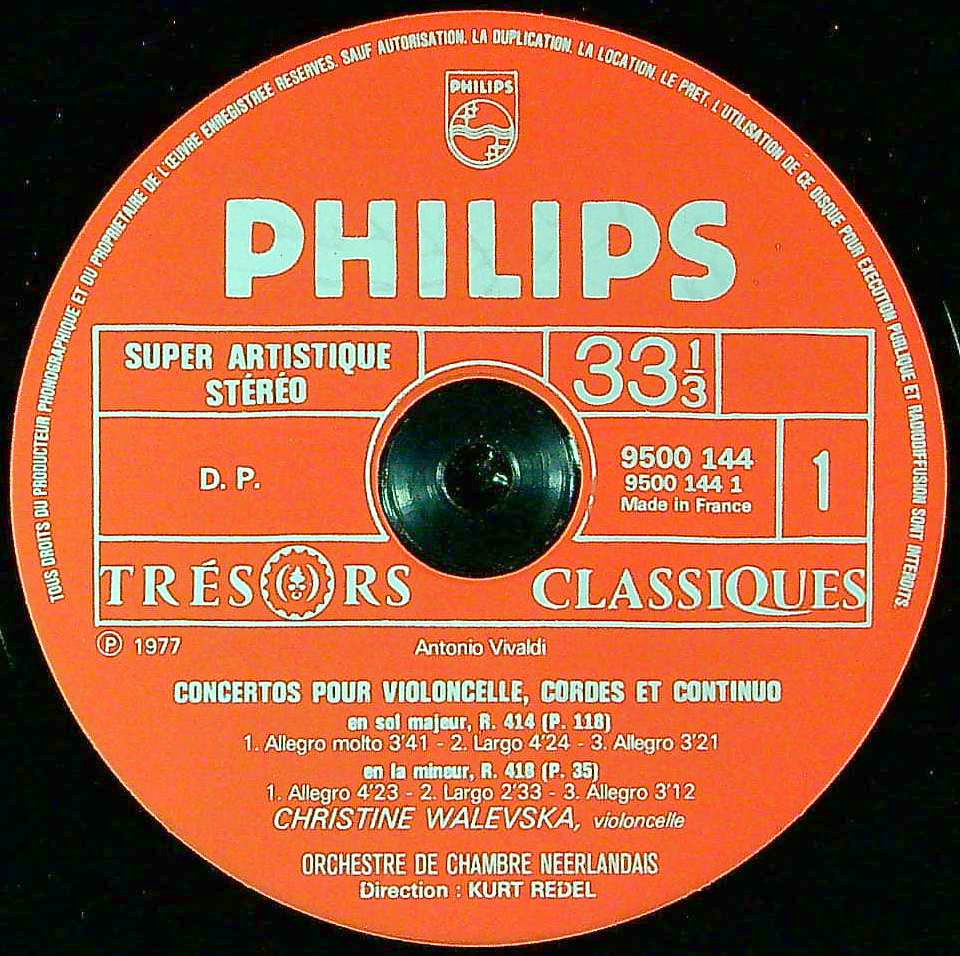 TOUS DROITS DU PRODUCTEUR PHONOGRAPHIQUE ET DU PROPRIETAIRE DE L'ŒUVRE ENREGISTREE RESERVES. SAUF AUTORISATION. LA DUPLICATION. LA LOCATION. LE PRET. L'UTILISATION DE CE DISQUE POUR EXECUTION PUBLIQUE ET RADIODIFFUSION SONT INTERDITS.
PHILIPS
PHILIPS
SUPER ARTISTIQUE
STÉRÉO
33 1/3
D. P.
9500 144
9500 144 1
Made in France
1
TRÉSORS CLASSIQUES
℗ 1977
Antonio Vivaldi
CONCERTOS POUR VIOLONCELLE, CORDES ET CONTINUO
en sol majeur, R. 414 (P. 118)
1. Allegro molto 3'41 - 2. Largo 4'24 - 3. Allegro 3'21
en la mineur, R. 418 (P. 35)
1. Allegro 4'23 - 2. Largo 2'33 - 3. Allegro 3'12
CHRISTINE WALEVSKA, violoncelle
ORCHESTRE DE CHAMBRE NEERLANDAIS
Direction : KURT REDEL